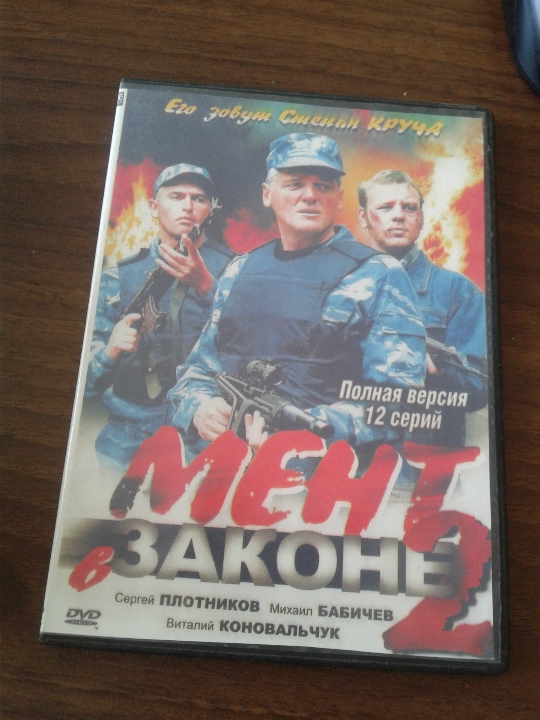 Его зовут Степан КРУЧА
Полная версия
12 серий
МЕНТ
в ЗАКОНЕ 2
Сергей ПЛОТНИКОВ Михаил БАБИЧЕВ
Виталий КОНОВАЛЬЧУК
DVD